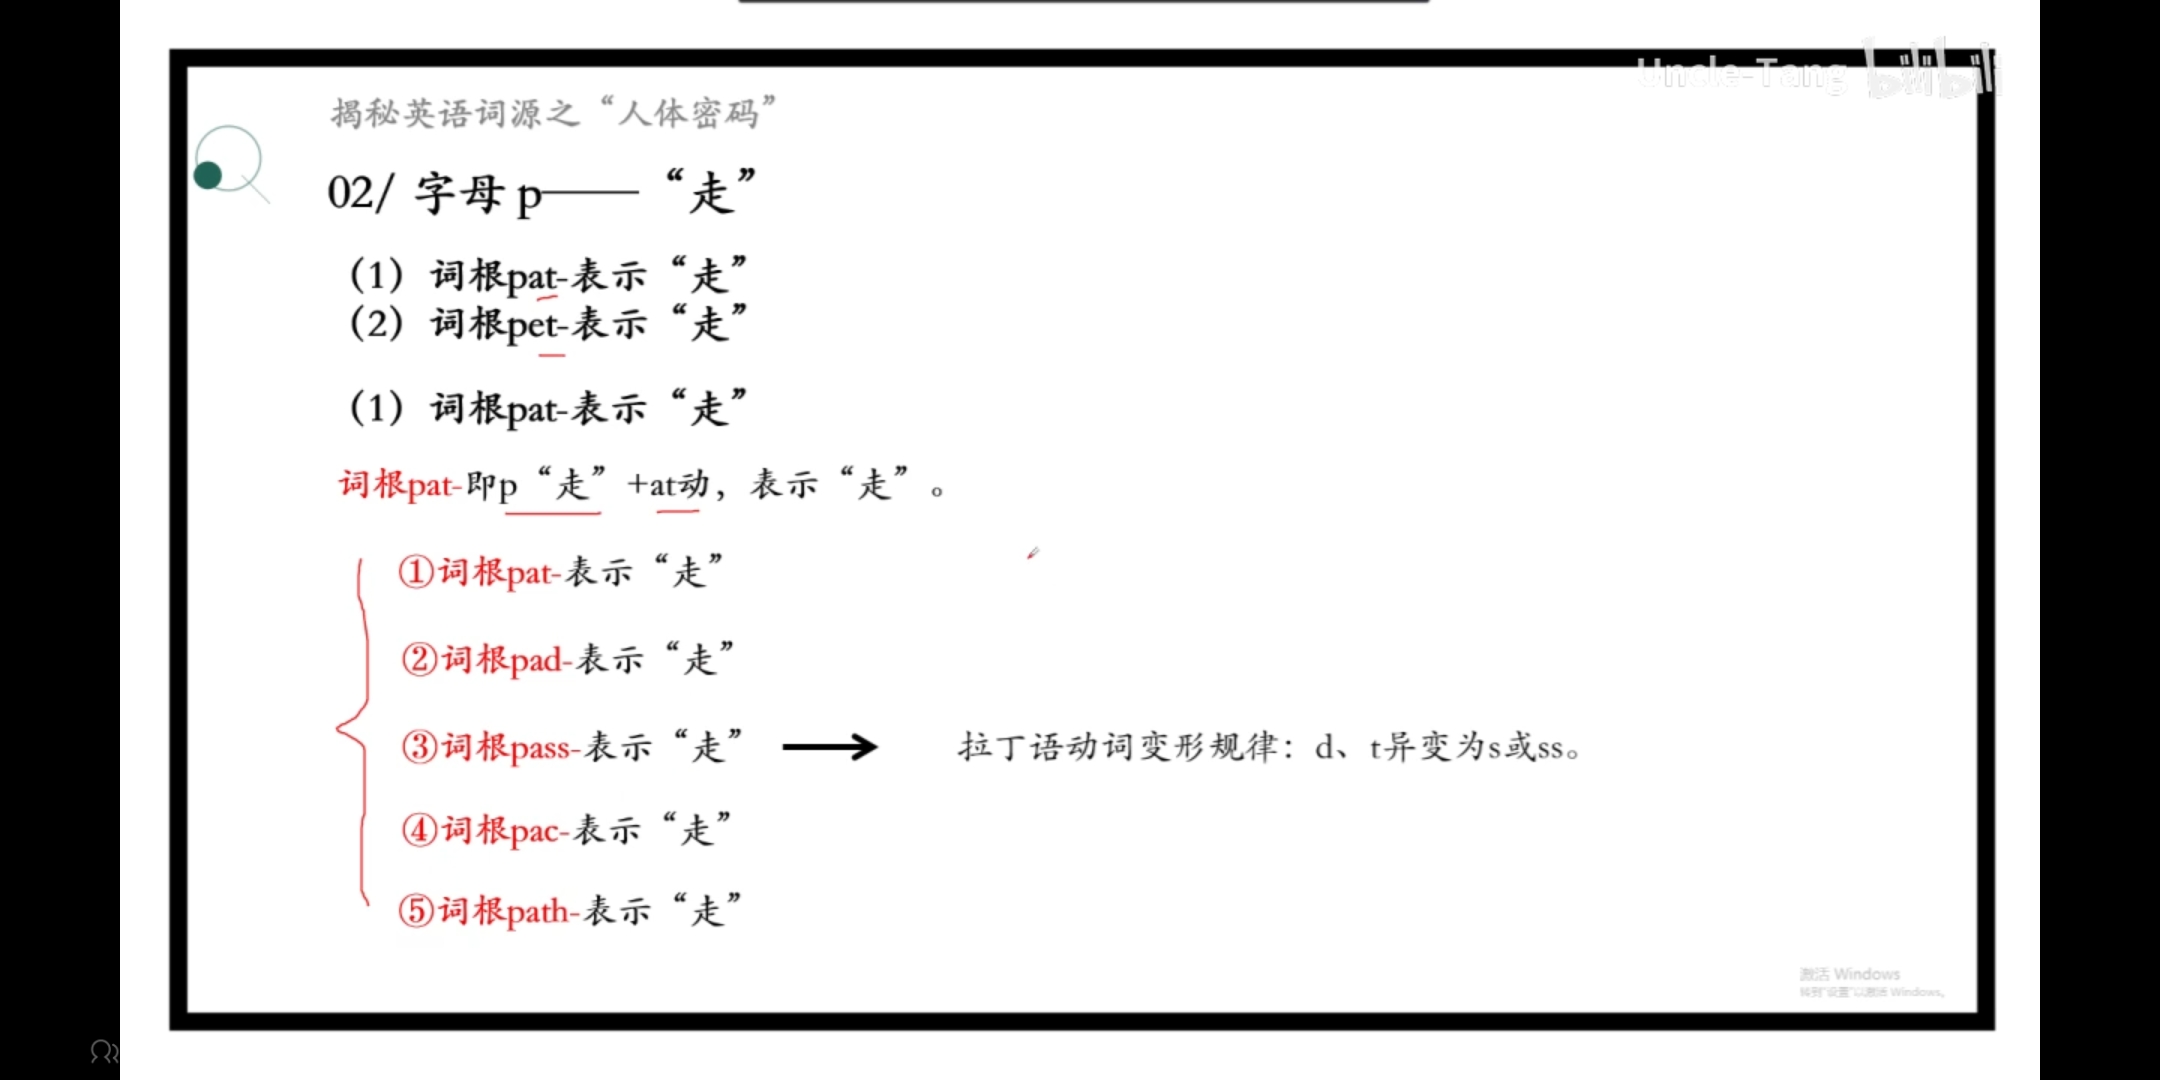 Uncle-Tang bilibili
揭秘英语词源之“人体密码”
02/ 字母 p——“走”
（1）词根pat-表示“走”
（2）词根pet-表示“走”
（1）词根pat-表示“走”
词根pat-即p“走”+at动，表示“走”。
①词根pat-表示“走”
②词根pad-表示“走”
③词根pass-表示“走” 拉丁语动词变形规律：d、t异变为s或ss。
④词根pac-表示“走”
⑤词根path-表示“走”
激活 Windows
转到“设置”以激活 Windows。